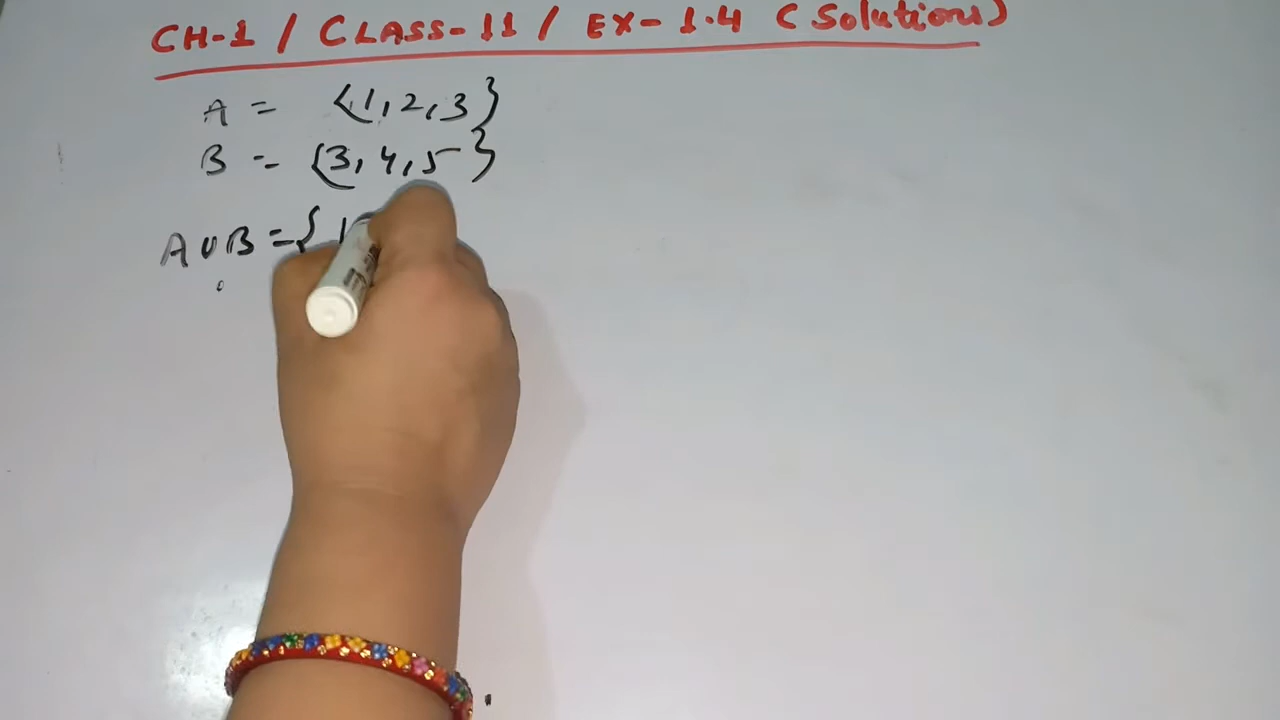 CH-1 / CLASS-11 / EX-1.4 (Solutions)
A = {1,2,3}
B = {3,4,5}
A∪B = { 1